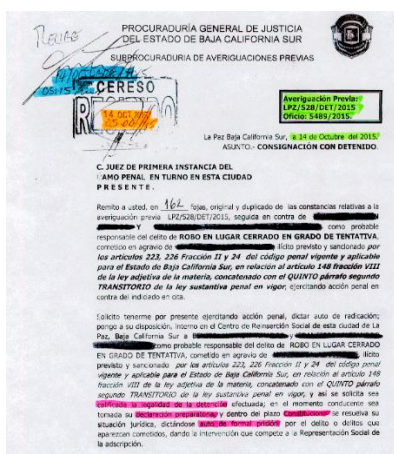 PROCURADURÍA GENERAL DE JUSTICIA
DEL ESTADO DE BAJA CALIFORNIA SUR
SUBPROCURADURIA DE AVERIGUACIONES PREVIAS
CERESO
14 OCT
Averiguación Previa:
LPZ/528/DET/2015
Oficio: 5489/2015.
La Paz Baja California Sur, a 14 de Octubre del 2015.
ASUNTO.- CONSIGNACIÓN CON DETENIDO.
C. JUEZ DE PRIMERA INSTANCIA DEL
RAMO PENAL EN TURNO EN ESTA CIUDAD
P R E S E N T E .
Remito a usted, en 162 fojas, original y duplicado de las constancias relativas a la
averiguación previa LPZ/528/DET/2015, seguida en contra de
Y como probable
responsable del delito de ROBO EN LUGAR CERRADO EN GRADO DE TENTATIVA,
cometido en agravio de ilícito previsto y sancionado por
los artículos 223, 226 Fracción II y 24 del código penal vigente y aplicable
para el Estado de Baja California Sur, en relación al artículo 148 fracción VIII
de la ley adjetiva de la materia, concatenado con el QUINTO párrafo segundo
TRANSITORIO de la ley sustantiva penal en vigor; ejercitando acción penal en
contra del indiciado en cita.
Solicito tenerme por presente ejercitando acción penal, dictar auto de radicación;
pongo a su disposición, interno en el Centro de Reinserción Social de esta ciudad de La
Paz, Baja California Sur a
como probable responsable del delito de ROBO EN LUGAR CERRADO
EN GRADO DE TENTATIVA, cometido en agravio de ilícito
previsto y sancionado por los artículos 223, 226 Fracción II y 24 del código penal
vigente y aplicable para el Estado de Baja California Sur, en relación al artículo 148
fracción VIII de la ley adjetiva de la materia, concatenado con el QUINTO párrafo
segundo TRANSITORIO de la ley sustantiva penal en vigor, y así se solicita sea
calificada la legalidad de la detención efectuada; en el momento conducente sea
tomada su declaración preparatoria, y dentro del plazo Constitucional se resuelva su
situación jurídica, dictándose auto de formal prisión por el delito o delitos que
aparezcan cometidos, dando la intervención que compete a la Representación Social de
la adscripción.